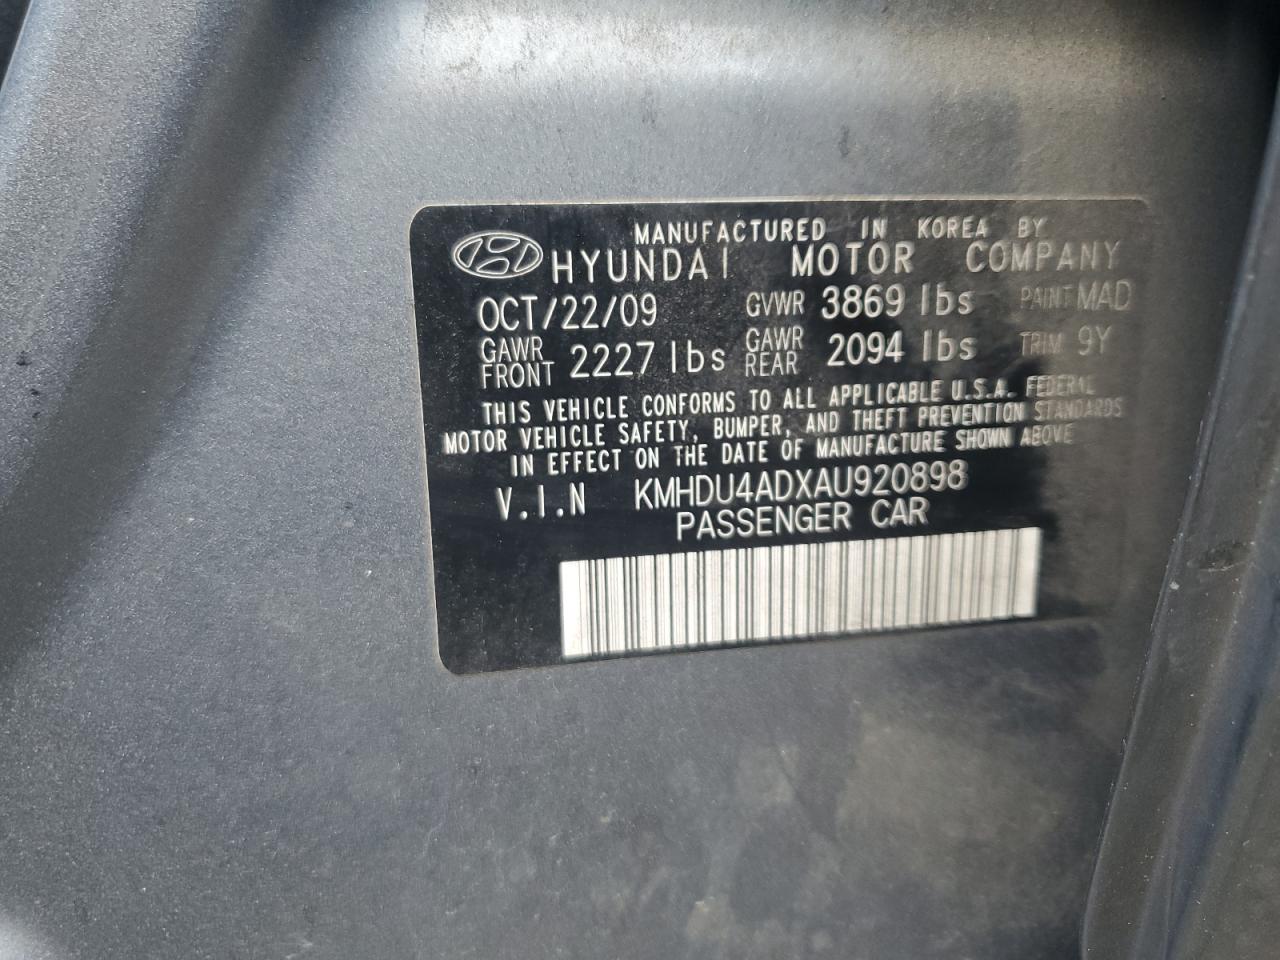 MANUFACTURED IN KOREA BY
HYUNDAI MOTOR COMPANY
OCT/22/09 GVWR 3869 lbs PAINT MAD
GAWR FRONT 2227 lbs GAWR REAR 2094 lbs TRIM 9Y
THIS VEHICLE CONFORMS TO ALL APPLICABLE U.S.A. FEDERAL
MOTOR VEHICLE SAFETY, BUMPER, AND THEFT PREVENTION STANDARDS
IN EFFECT ON THE DATE OF MANUFACTURE SHOWN ABOVE
V.I.N KMHDU4ADXAU920898
PASSENGER CAR